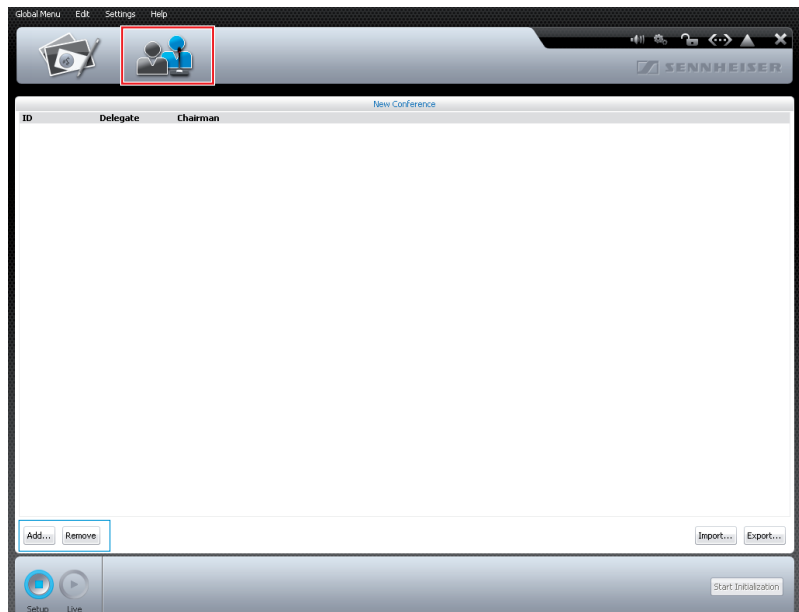 Global Menu Edit Settings Help
SENNHEISER
New Conference
ID Delegate Chairman
Add... Remove Import... Export...
Start Initialization
Setup Live